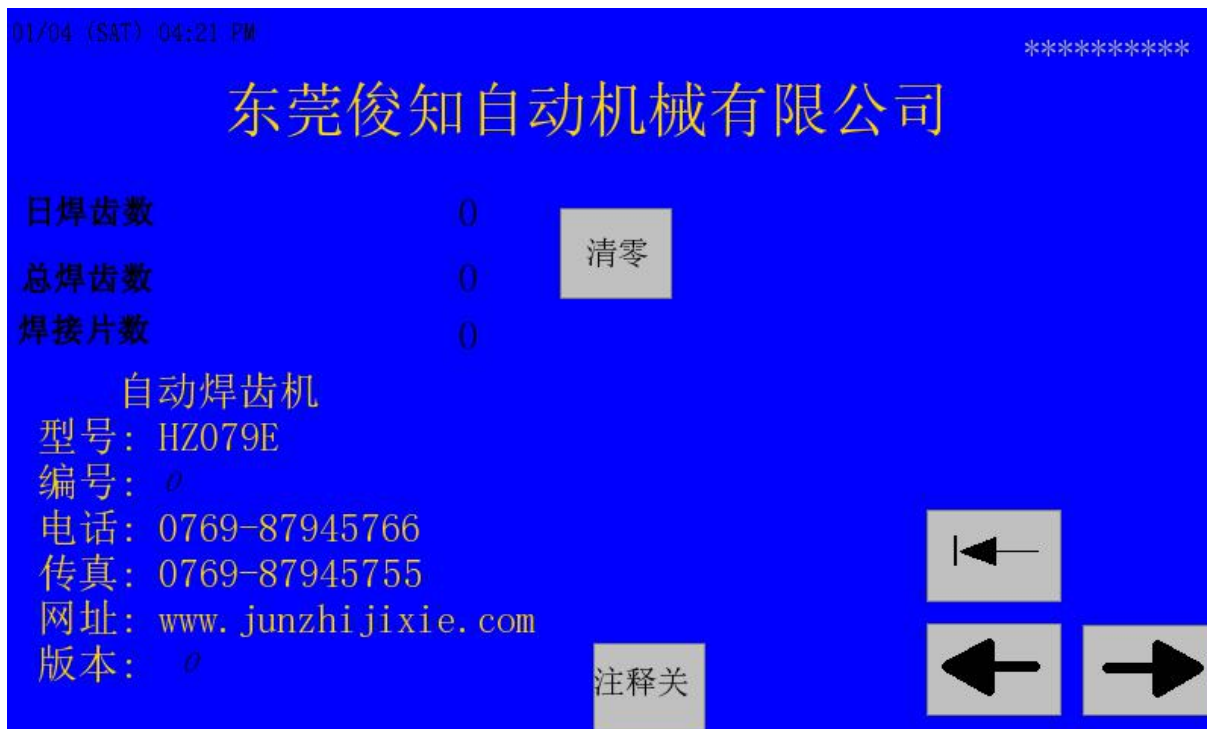 01/04 (SAT) 04:21 PM
**********
东莞俊知自动机械有限公司
日焊齿数 0
清零
总焊齿数 0
焊接片数 0
自动焊齿机
型号: HZ079E
编号: 0
电话: 0769-87945766
传真: 0769-87945755
网址: www.junzhijixie.com
版本: 0
注释关